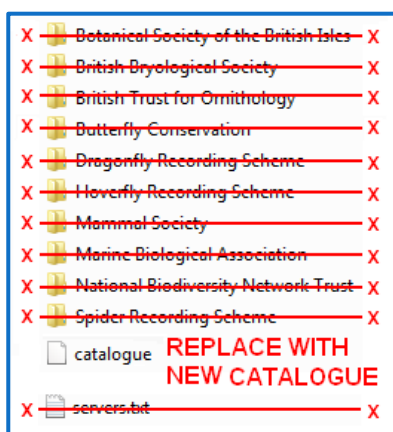 X Botanical Society of the British Isles X
X British Bryological Society X
X British Trust for Ornithology X
X Butterfly Conservation X
X Dragonfly Recording Scheme X
X Hoverfly Recording Scheme X
X Mammal Society X
X Marine Biological Association X
X National Biodiversity Network Trust X
X Spider Recording Scheme X
catalogue REPLACE WITH
NEW CATALOGUE
X servers.txt X